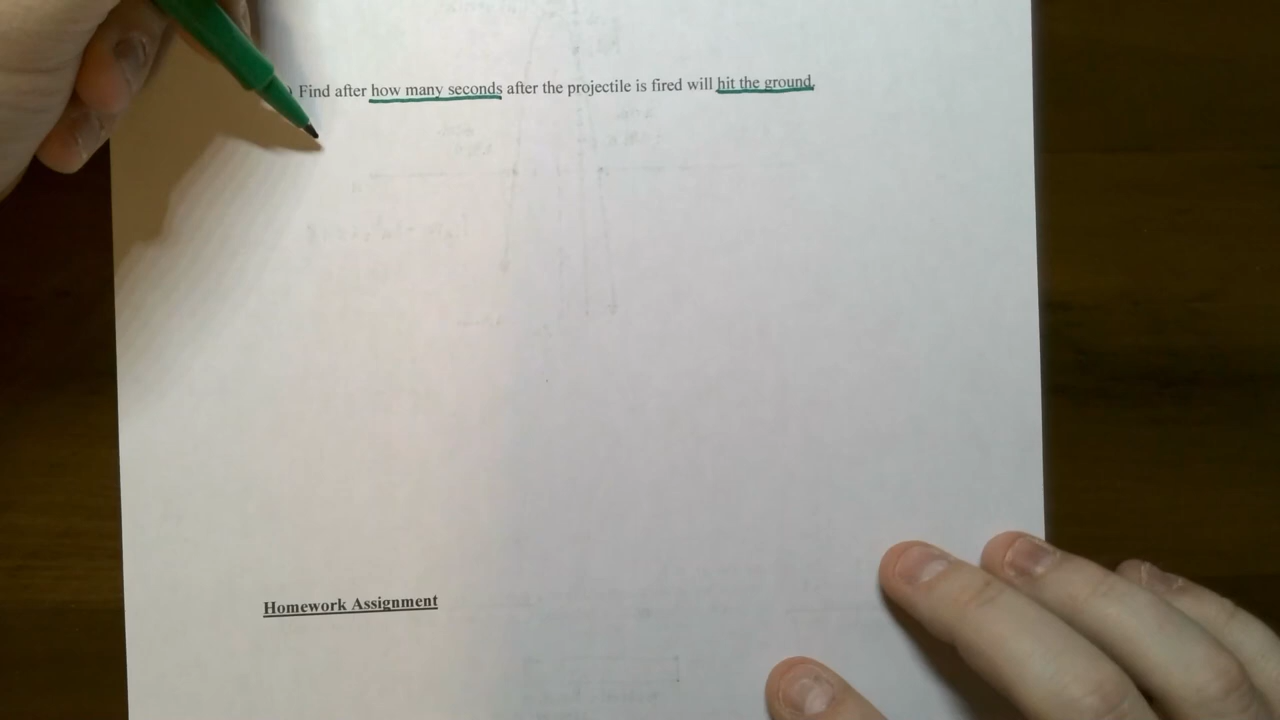 ) Find after how many seconds after the projectile is fired will hit the ground.
Homework Assignment